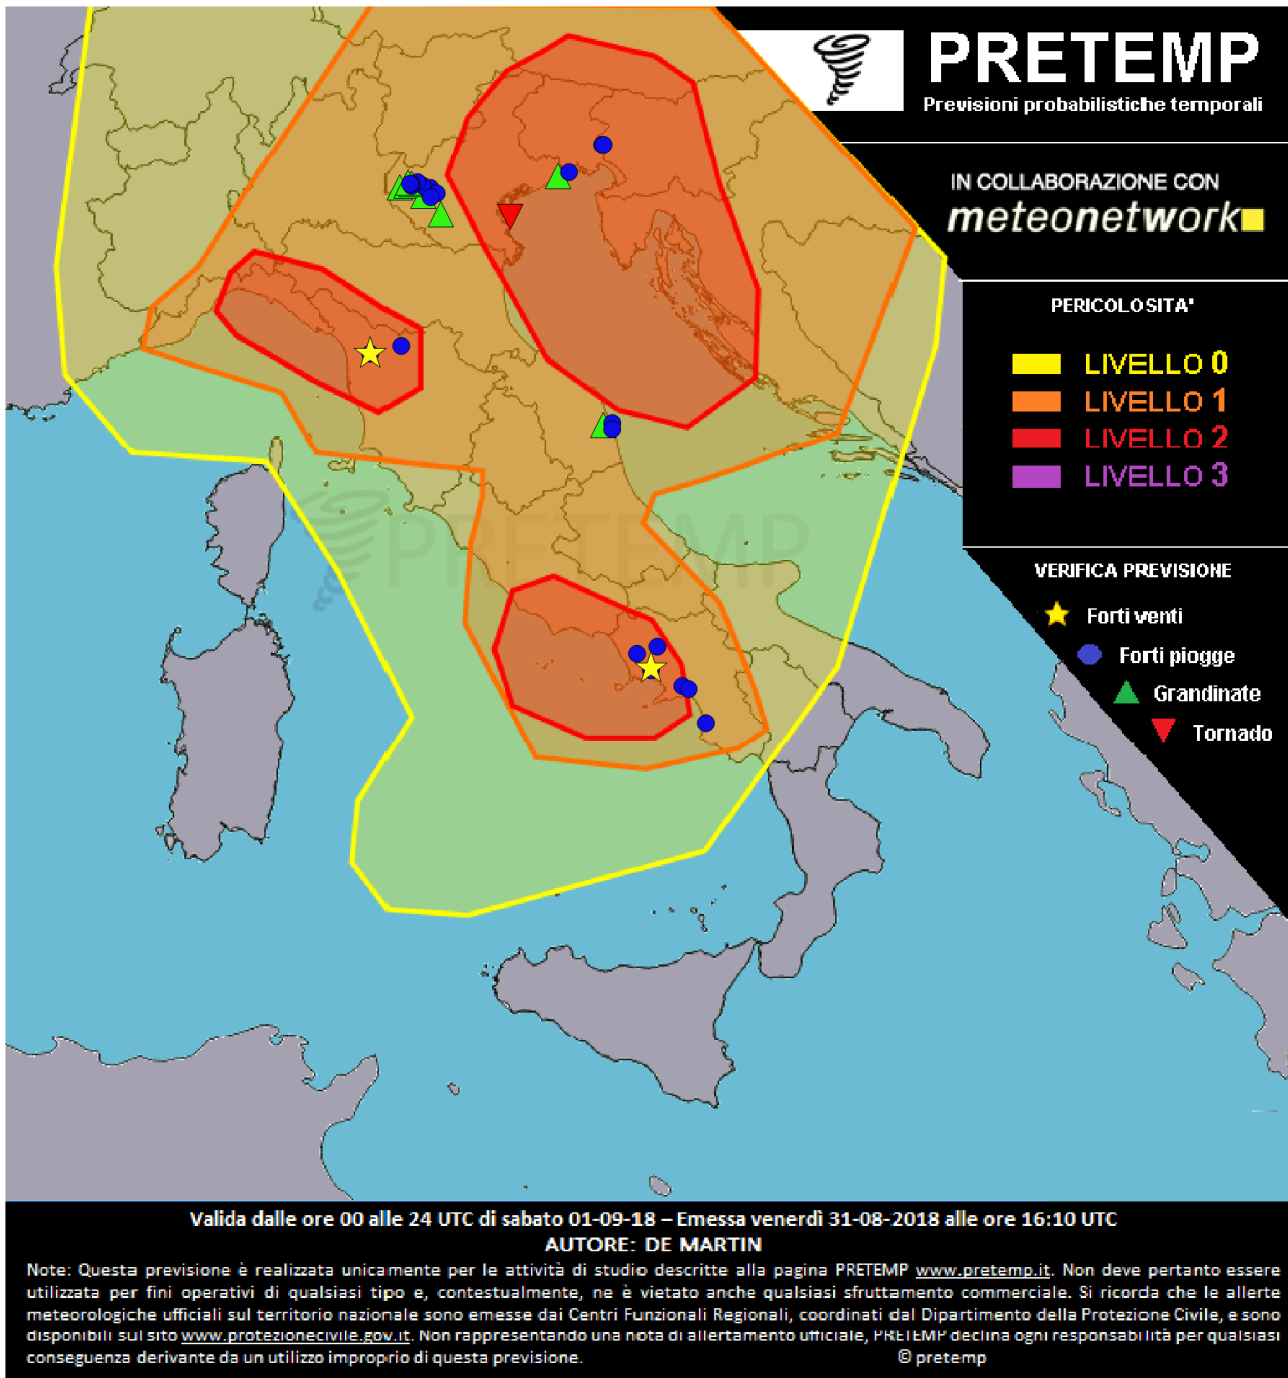 PRETEMP
Previsioni probabilistiche temporali
IN COLLABORAZIONE CON
meteonetwork
PERICOLOSITA'
LIVELLO 0
LIVELLO 1
LIVELLO 2
LIVELLO 3
VERIFICA PREVISIONE
Forti venti
Forti piogge
Grandinate
Tornado
PRETEMP
Valida dalle ore 00 alle 24 UTC di sabato 01-09-18 – Emessa venerdì 31-08-2018 alle ore 16:10 UTC
AUTORE: DE MARTIN
Note: Questa previsione è realizzata unicamente per le attività di studio descritte alla pagina PRETEMP www.pretemp.it. Non deve pertanto essere
utilizzata per fini operativi di qualsiasi tipo e, contestualmente, ne è vietato anche qualsiasi sfruttamento commerciale. Si ricorda che le allerte
meteorologiche ufficiali sul territorio nazionale sono emesse dai Centri Funzionali Regionali, coordinati dal Dipartimento della Protezione Civile, e sono
disponibili sul sito www.protezionecivile.gov.it. Non rappresentando una nota di allertamento ufficiale, PRETEMP declina ogni responsabilità per qualsiasi
conseguenza derivante da un utilizzo improprio di questa previsione.
© pretemp